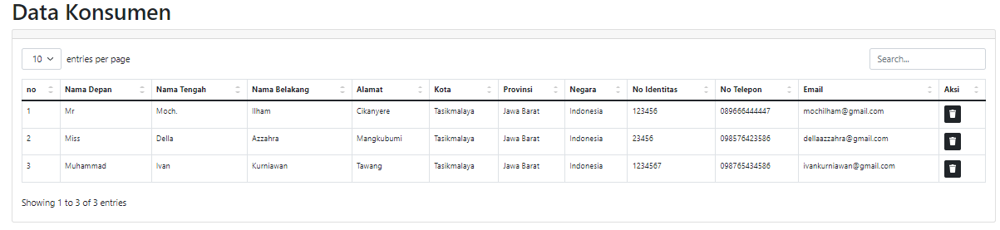 Data Konsumen
10 entries per page Search...
no Nama Depan Nama Tengah Nama Belakang Alamat Kota Provinsi Negara No Identitas No Telepon Email Aksi
1 Mr Moch. Ilham Cikanyere Tasikmalaya Jawa Barat Indonesia 123456 089666444447 mochilham@gmail.com
2 Miss Della Azzahra Mangkubumi Tasikmalaya Jawa Barat Indonesia 23456 098576423586 dellaazzahra@gmail.com
3 Muhammad Ivan Kurniawan Tawang Tasikmalaya Jawa Barat Indonesia 1234567 098765434586 ivankurniawan@gmail.com
Showing 1 to 3 of 3 entries